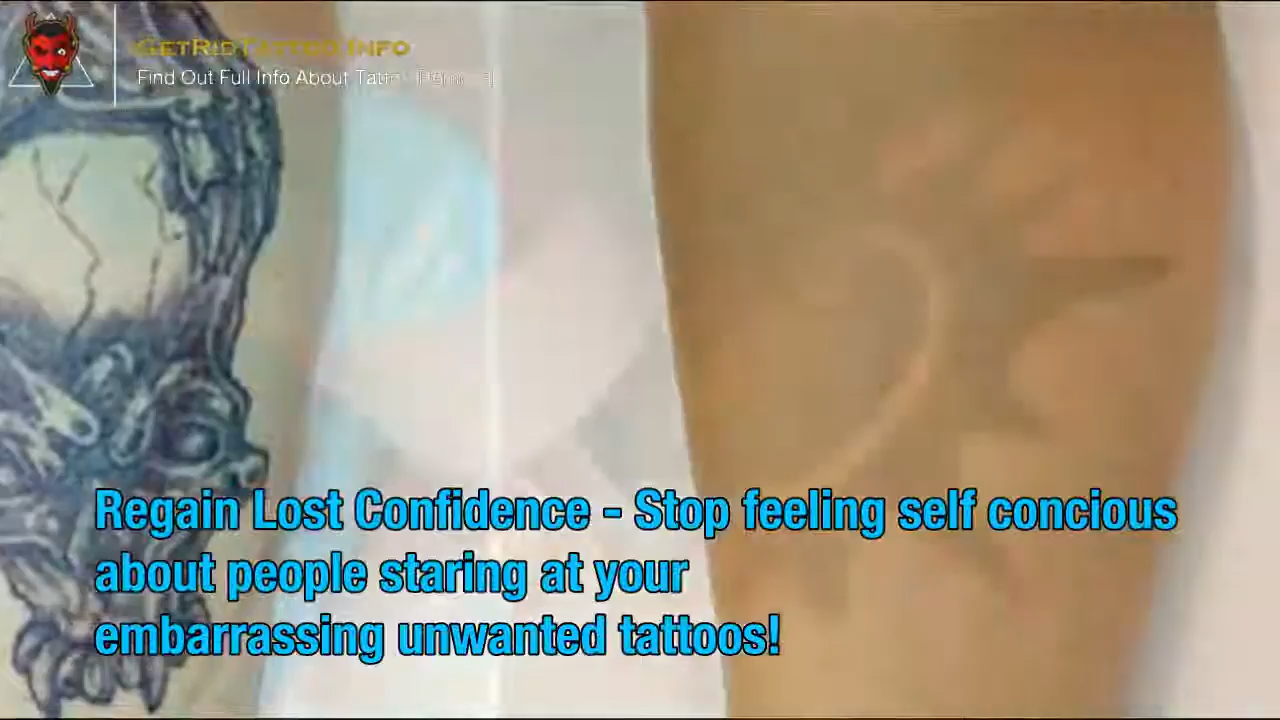 GetRidTattoo.Info
Find Out Full Info About Tattoo
Regain Lost Confidence - Stop feeling self concious
about people staring at your
embarrassing unwanted tattoos!